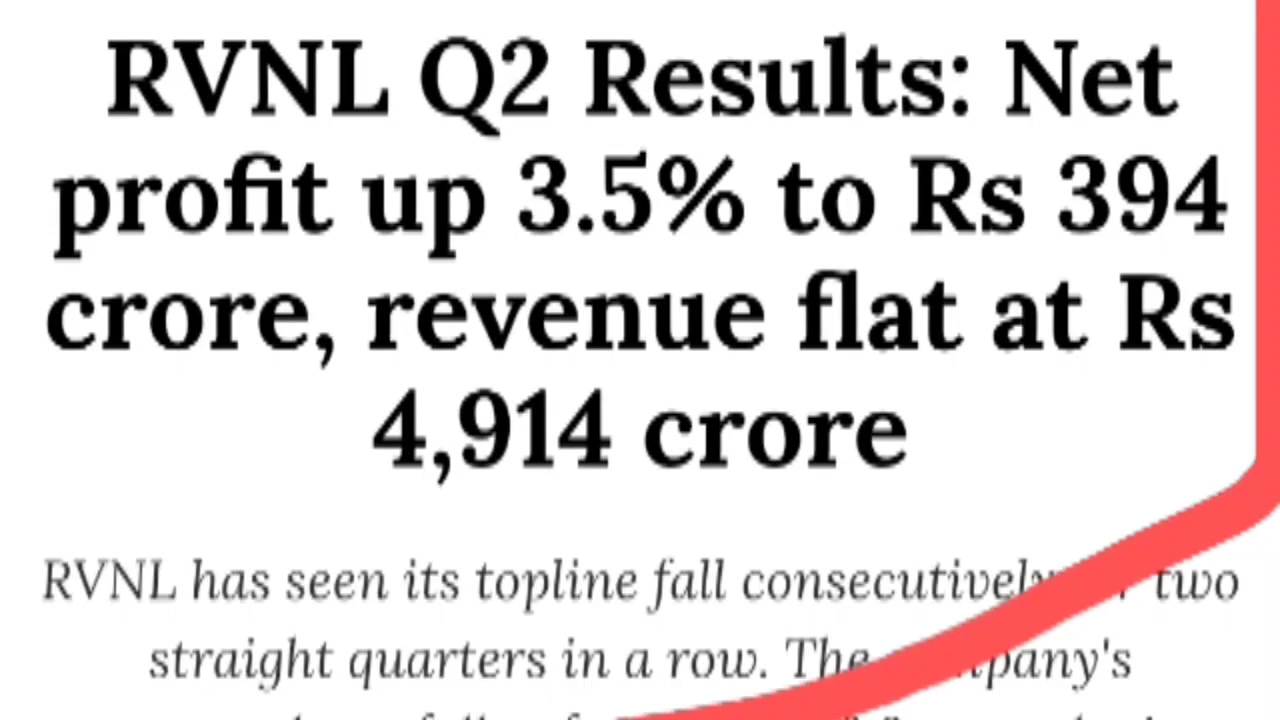 RVNL Q2 Results: Net
profit up 3.5% to Rs 394
crore, revenue flat at Rs
4,914 crore
RVNL has seen its topline fall consecutively two
straight quarters in a row. The company's